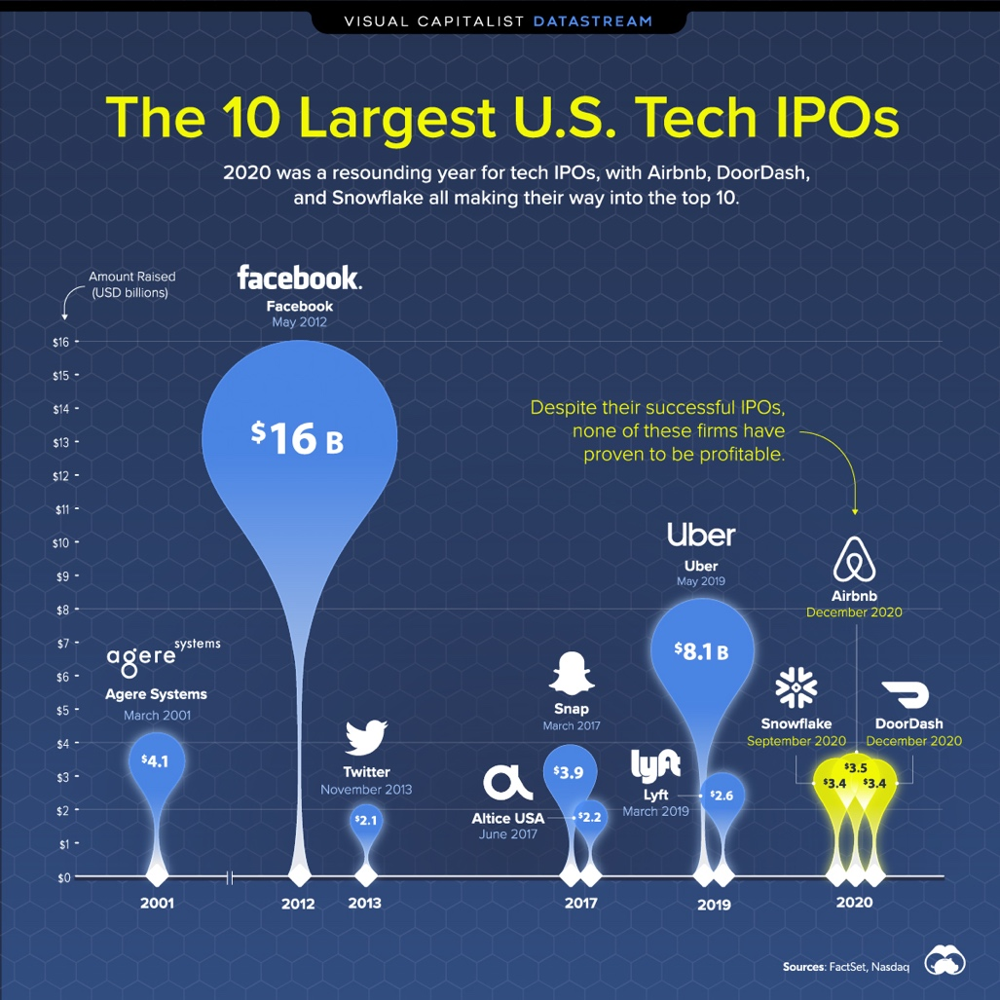 VISUAL CAPITALIST DATASTREAM
The 10 Largest U.S. Tech IPOs
2020 was a resounding year for tech IPOs, with Airbnb, DoorDash,
and Snowflake all making their way into the top 10.
Amount Raised
(USD billions)
facebook.
Facebook
May 2012
$16
$15
$14
$13
$12
$11
$10
$9
$8
$7
$6
$5
$4
$3
$2
$1
$0
$16 B
Despite their successful IPOs,
none of these firms have
proven to be profitable.
Uber
Uber
May 2019
$8.1 B
Airbnb
December 2020
agere systems
Agere Systems
March 2001
$4.1
Twitter
November 2013
$2.1
Snap
March 2017
$3.9
Altice USA
June 2017
$2.2
lyft
Lyft
March 2019
$2.6
Snowflake
September 2020
DoorDash
December 2020
$3.5
$3.4
$3.4
2001
2012
2013
2017
2019
2020
Sources: FactSet, Nasdaq